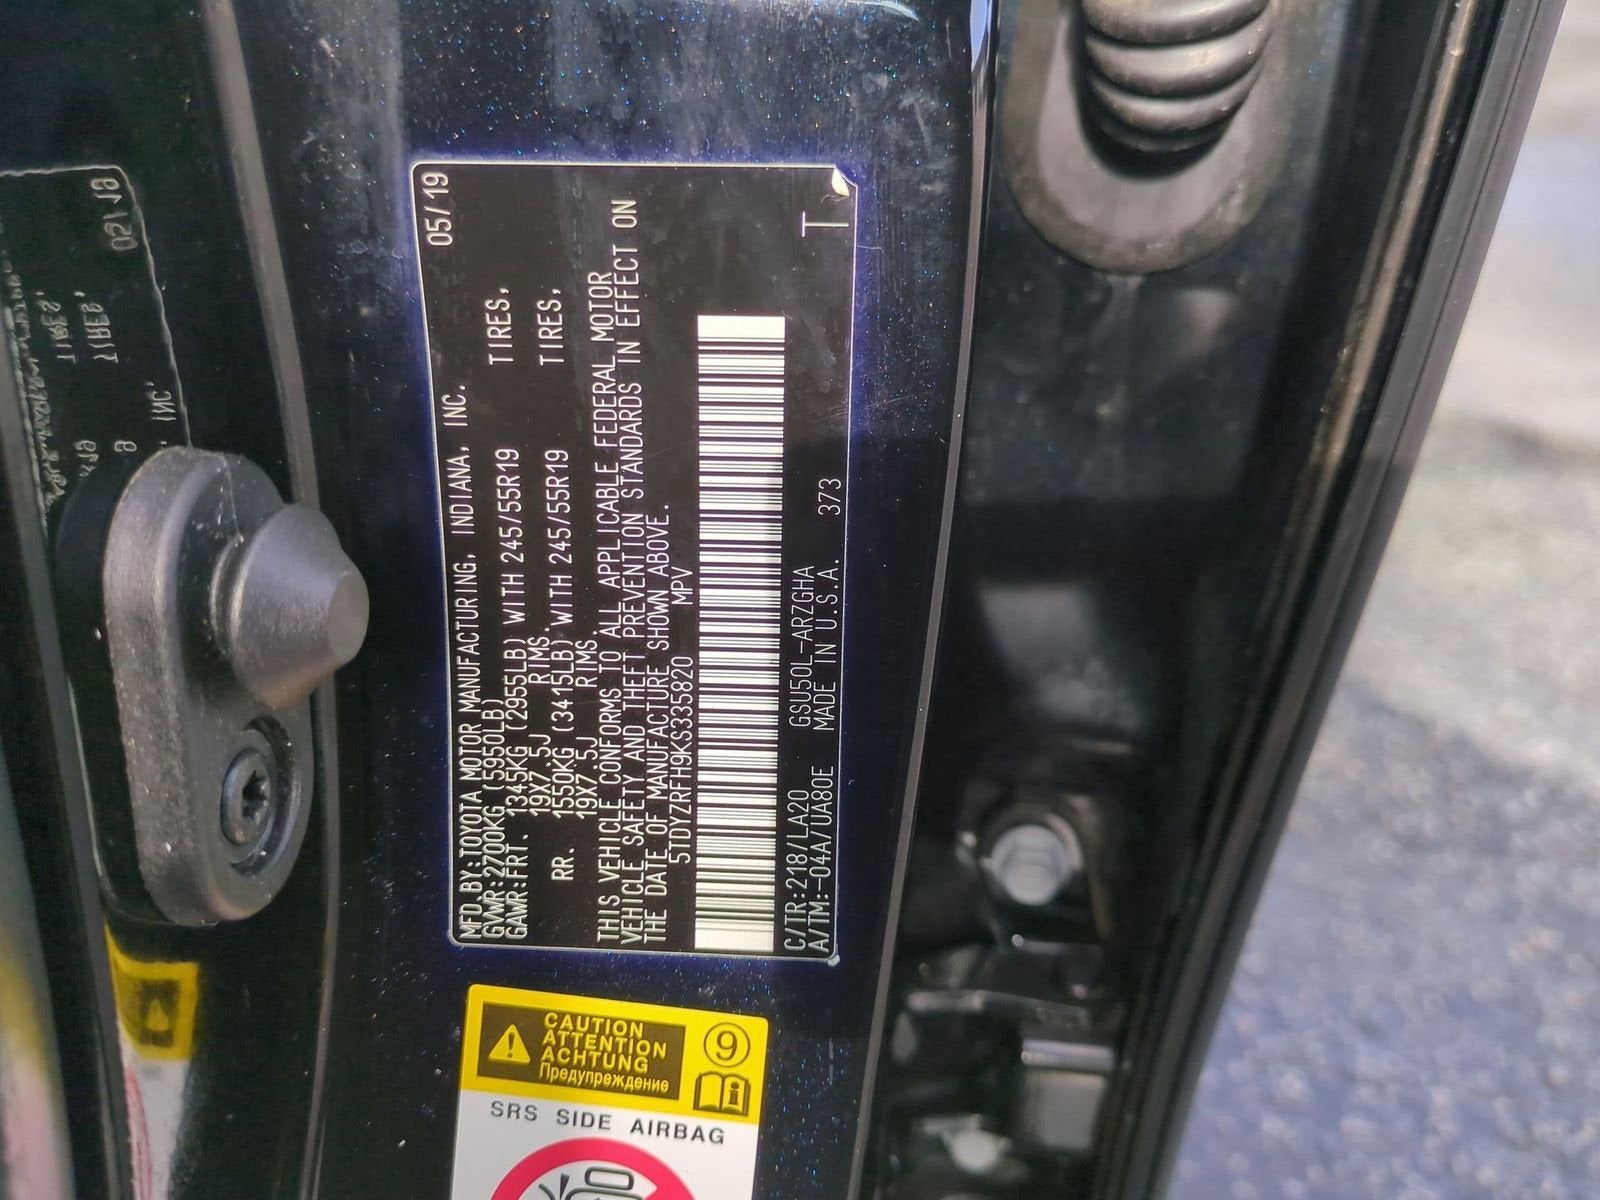 MFD.BY:TOYOTA MOTOR MANUFACTURING, INDIANA, INC. 05/19
GVWR:2700KG (5950LB)
GAWR:FRT. 1345KG (2955LB) WITH 245/55R19 TIRES,
19X7.5J RIMS,
RR. 1550KG (3415LB) WITH 245/55R19 TIRES,
19X7.5J RIMS.
THIS VEHICLE CONFORMS TO ALL APPLICABLE FEDERAL MOTOR
VEHICLE SAFETY AND THEFT PREVENTION STANDARDS IN EFFECT ON
THE DATE OF MANUFACTURE SHOWN ABOVE.
5TDYZRFH9KS335820 MPV
C/TR:218/LA20 GSU50L-ARZGHA
A/TM:-04A/UA80E MADE IN U.S.A. 373
T
CAUTION
ATTENTION
ACHTUNG
Предупреждение
9
i
SRS SIDE AIRBAG